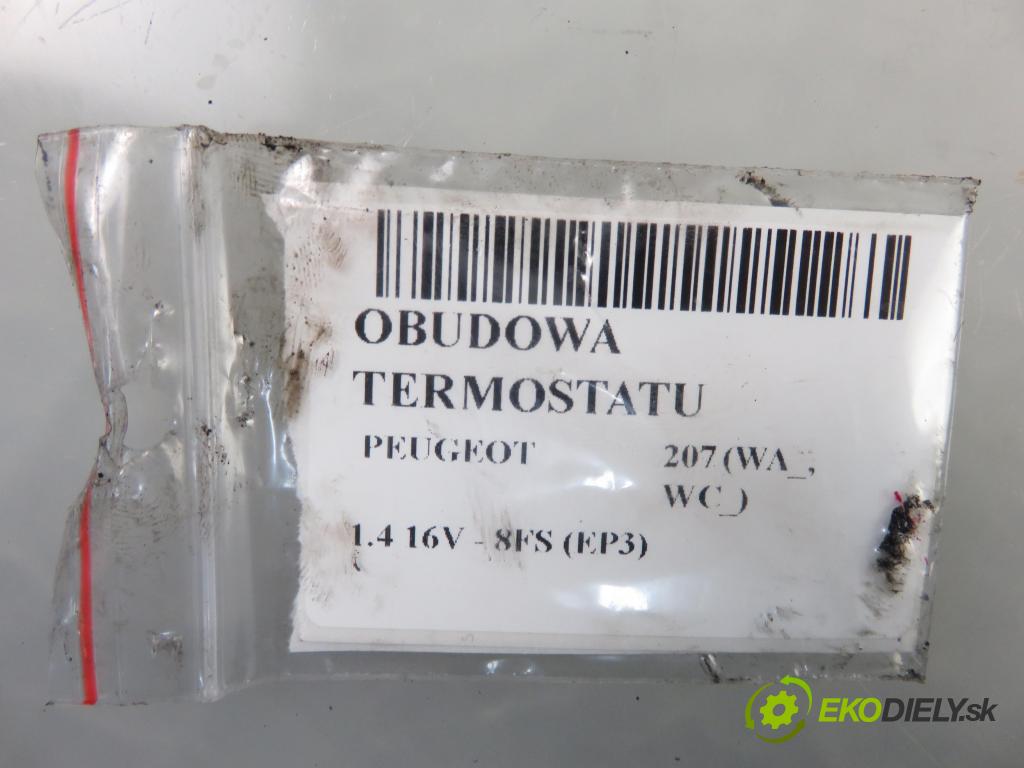 OBUDOWA
TERMOSTATU
PEUGEOT 207 (WA_,
WC_)
1.4 16V - 8FS (EP3)
(
EKODIELY.sk